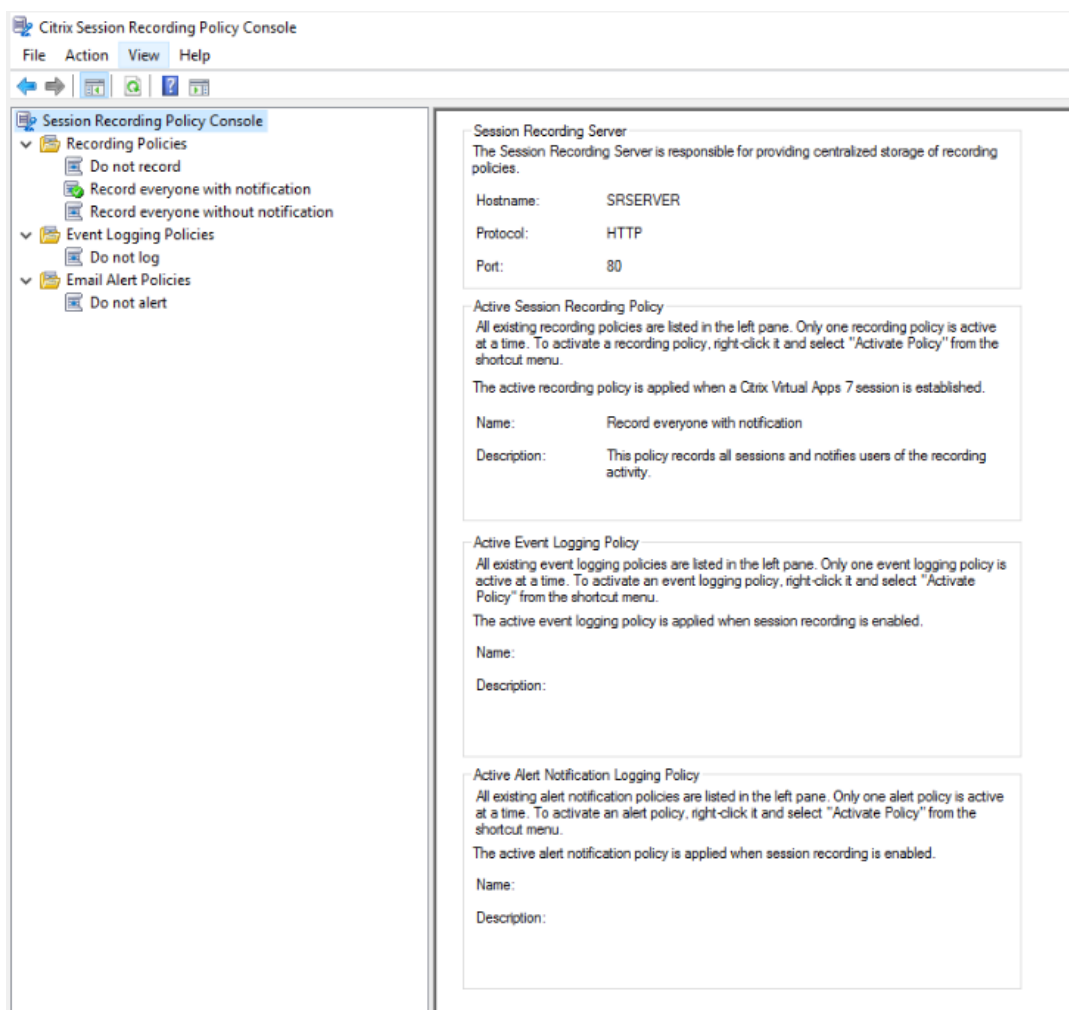 Citrix Session Recording Policy Console
File Action View Help
Session Recording Policy Console
Recording Policies
Do not record
Record everyone with notification
Record everyone without notification
Event Logging Policies
Do not log
Email Alert Policies
Do not alert
Session Recording Server
The Session Recording Server is responsible for providing centralized storage of recording
policies.
Hostname: SRSERVER
Protocol: HTTP
Port: 80
Active Session Recording Policy
All existing recording policies are listed in the left pane. Only one recording policy is active
at a time. To activate a recording policy, right-click it and select "Activate Policy" from the
shortcut menu.
The active recording policy is applied when a Citrix Virtual Apps 7 session is established.
Name: Record everyone with notification
Description: This policy records all sessions and notifies users of the recording
activity.
Active Event Logging Policy
All existing event logging policies are listed in the left pane. Only one event logging policy is
active at a time. To activate an event logging policy, right-click it and select "Activate
Policy" from the shortcut menu.
The active event logging policy is applied when session recording is enabled.
Name:
Description:
Active Alert Notification Logging Policy
All existing alert notification policies are listed in the left pane. Only one alert policy is active
at a time. To activate an alert policy, right-click it and select "Activate Policy" from the
shortcut menu.
The active alert notification policy is applied when session recording is enabled.
Name:
Description: